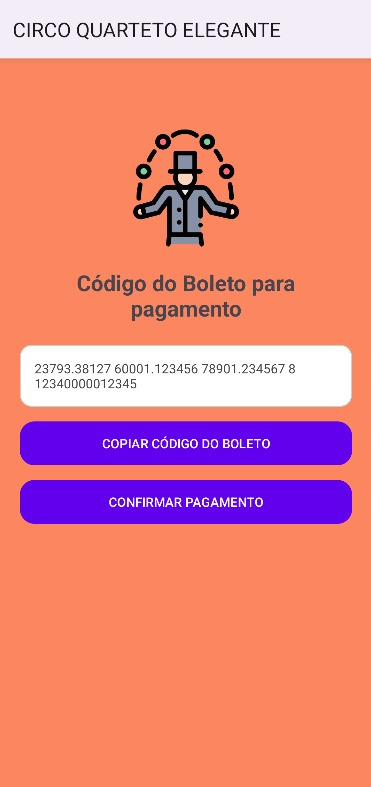 CIRCO QUARTETO ELEGANTE
Código do Boleto para
pagamento
23793.38127 60001.123456 78901.234567 8
12340000012345
COPIAR CÓDIGO DO BOLETO
CONFIRMAR PAGAMENTO